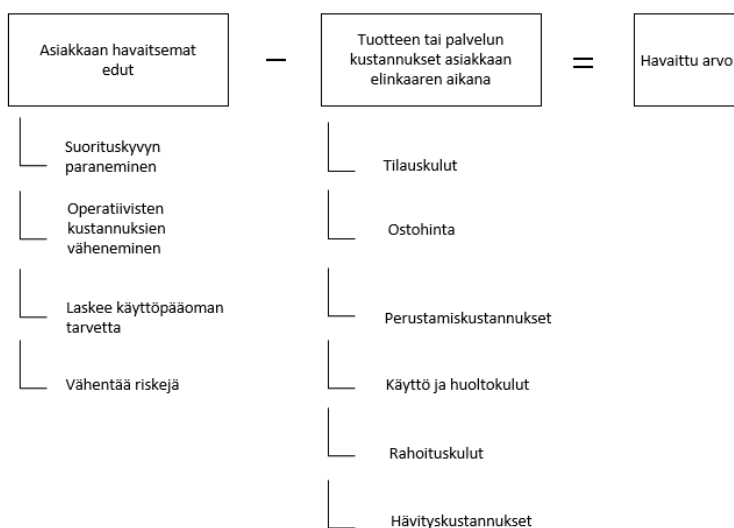 Asiakkaan havaitsemat
edut
−
Tuotteen tai palvelun
kustannukset asiakkaan
elinkaaren aikana
=
Havaittu arvo
Suorituskyvyn
paraneminen
Operatiivisten
kustannuksien
väheneminen
Laskee käyttöpääoman
tarvetta
Vähentää riskejä
Tilauskulut
Ostohinta
Perustamiskustannukset
Käyttö ja huoltokulut
Rahoituskulut
Hävityskustannukset